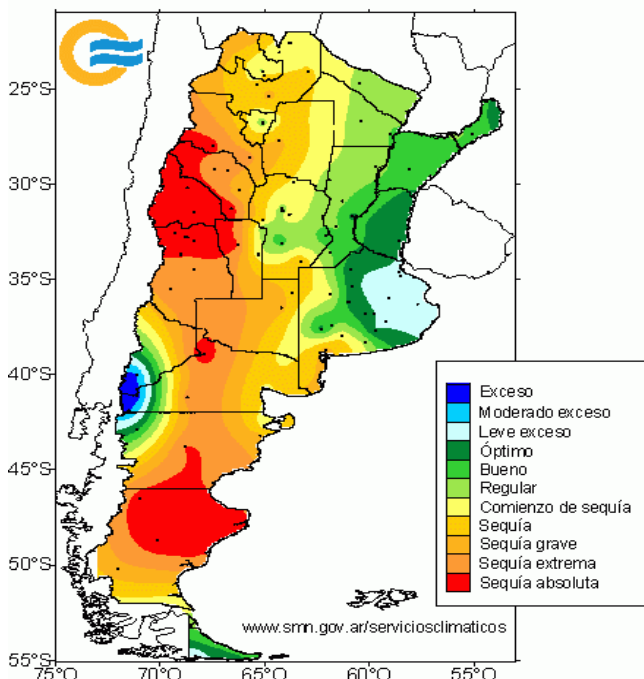 25°S
30°S
35°S
40°S
45°S
50°S
55°S
75°O
70°O
65°O
60°O
55°O
Exceso
Moderado exceso
Leve exceso
Óptimo
Bueno
Regular
Comienzo de sequía
Sequía
Sequía grave
Sequía extrema
Sequía absoluta
www.smn.gov.ar/serviciosclimaticos